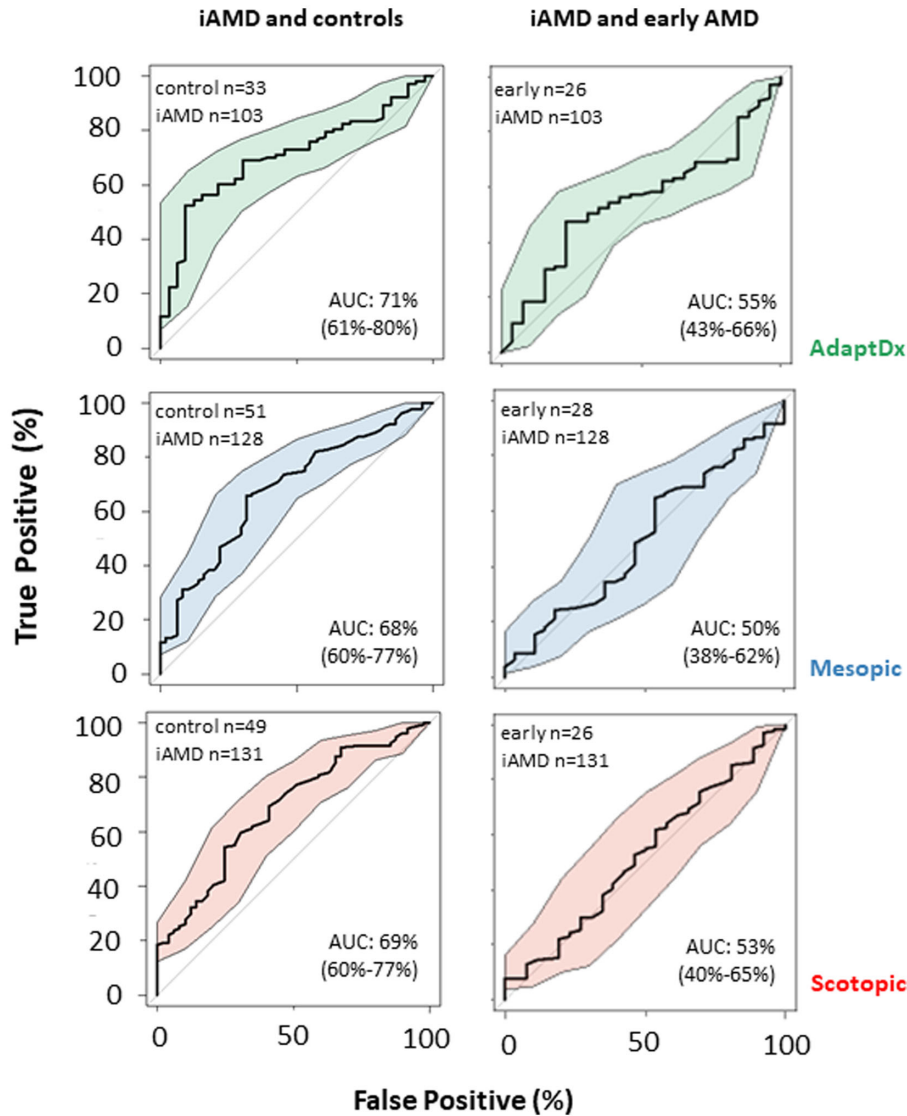 iAMD and controls
iAMD and early AMD
100
80
60
40
20
0
control n=33
iAMD n=103
AUC: 71%
(61%-80%)
early n=26
iAMD n=103
AUC: 55%
(43%-66%)
AdaptDx
True Positive (%)
100
80
60
40
20
0
control n=51
iAMD n=128
AUC: 68%
(60%-77%)
early n=28
iAMD n=128
AUC: 50%
(38%-62%)
Mesopic
100
80
60
40
20
0
control n=49
iAMD n=131
AUC: 69%
(60%-77%)
early n=26
iAMD n=131
AUC: 53%
(40%-65%)
Scotopic
0
50
100
0
50
100
False Positive (%)